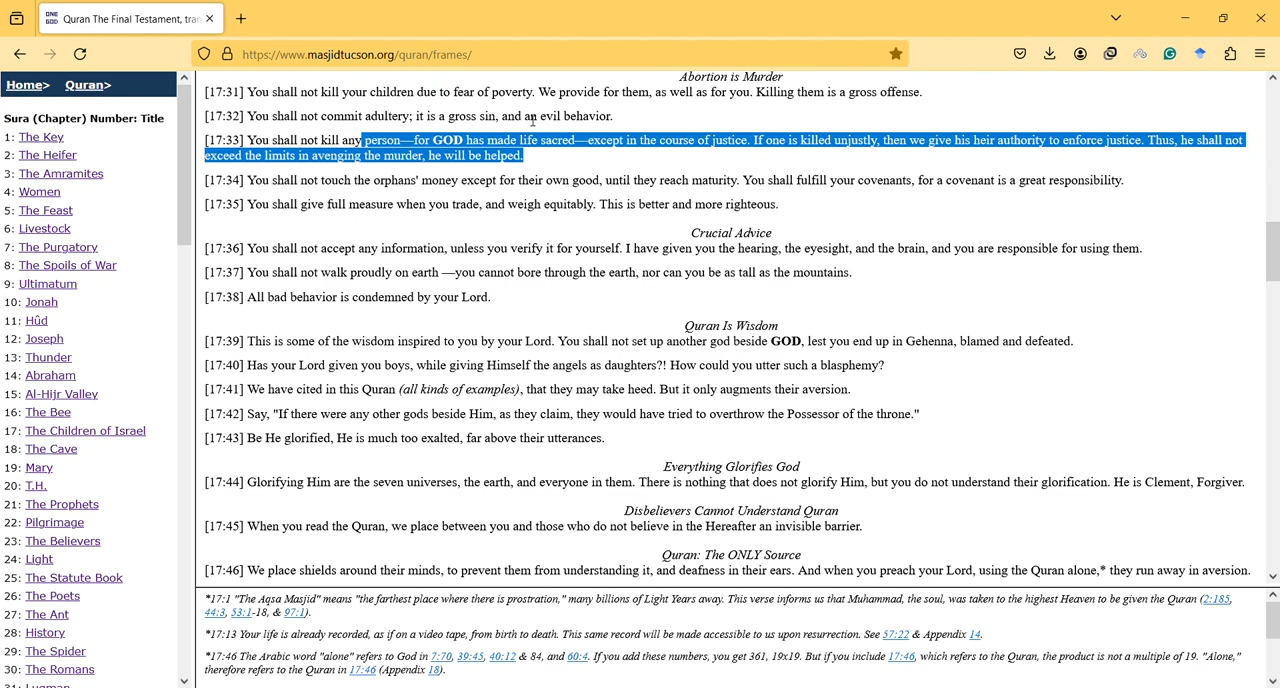 ONE
GOD
Quran The Final Testament, tran
https://www.masjidtucson.org/quran/frames/
Home> Quran>
Sura (Chapter) Number: Title
1: The Key
2: The Heifer
3: The Amramites
4: Women
5: The Feast
6: Livestock
7: The Purgatory
8: The Spoils of War
9: Ultimatum
10: Jonah
11: Hûd
12: Joseph
13: Thunder
14: Abraham
15: Al-Hijr Valley
16: The Bee
17: The Children of Israel
18: The Cave
19: Mary
20: T.H.
21: The Prophets
22: Pilgrimage
23: The Believers
24: Light
25: The Statute Book
26: The Poets
27: The Ant
28: History
29: The Spider
30: The Romans
31: Luqman
Abortion is Murder
[17:31] You shall not kill your children due to fear of poverty. We provide for them, as well as for you. Killing them is a gross offense.
[17:32] You shall not commit adultery; it is a gross sin, and an evil behavior.
[17:33] You shall not kill any person—for GOD has made life sacred—except in the course of justice. If one is killed unjustly, then we give his heir authority to enforce justice. Thus, he shall not
exceed the limits in avenging the murder, he will be helped.
[17:34] You shall not touch the orphans' money except for their own good, until they reach maturity. You shall fulfill your covenants, for a covenant is a great responsibility.
[17:35] You shall give full measure when you trade, and weigh equitably. This is better and more righteous.
Crucial Advice
[17:36] You shall not accept any information, unless you verify it for yourself. I have given you the hearing, the eyesight, and the brain, and you are responsible for using them.
[17:37] You shall not walk proudly on earth —you cannot bore through the earth, nor can you be as tall as the mountains.
[17:38] All bad behavior is condemned by your Lord.
Quran Is Wisdom
[17:39] This is some of the wisdom inspired to you by your Lord. You shall not set up another god beside GOD, lest you end up in Gehenna, blamed and defeated.
[17:40] Has your Lord given you boys, while giving Himself the angels as daughters?! How could you utter such a blasphemy?
[17:41] We have cited in this Quran (all kinds of examples), that they may take heed. But it only augments their aversion.
[17:42] Say, "If there were any other gods beside Him, as they claim, they would have tried to overthrow the Possessor of the throne."
[17:43] Be He glorified, He is much too exalted, far above their utterances.
Everything Glorifies God
[17:44] Glorifying Him are the seven universes, the earth, and everyone in them. There is nothing that does not glorify Him, but you do not understand their glorification. He is Clement, Forgiver.
Disbelievers Cannot Understand Quran
[17:45] When you read the Quran, we place between you and those who do not believe in the Hereafter an invisible barrier.
Quran: The ONLY Source
[17:46] We place shields around their minds, to prevent them from understanding it, and deafness in their ears. And when you preach your Lord, using the Quran alone,* they run away in aversion.
*17:1 "The Aqsa Masjid" means "the farthest place where there is prostration," many billions of Light Years away. This verse informs us that Muhammad, the soul, was taken to the highest Heaven to be given the Quran (2:185,
44:3, 53:1-18, & 97:1).
*17:13 Your life is already recorded, as if on a video tape, from birth to death. This same record will be made accessible to us upon resurrection. See 57:22 & Appendix 14.
*17:46 The Arabic word "alone" refers to God in 7:70, 39:45, 40:12 & 84, and 60:4. If you add these numbers, you get 361, 19x19. But if you include 17:46, which refers to the Quran, the product is not a multiple of 19. "Alone,"
therefore refers to the Quran in 17:46 (Appendix 18).